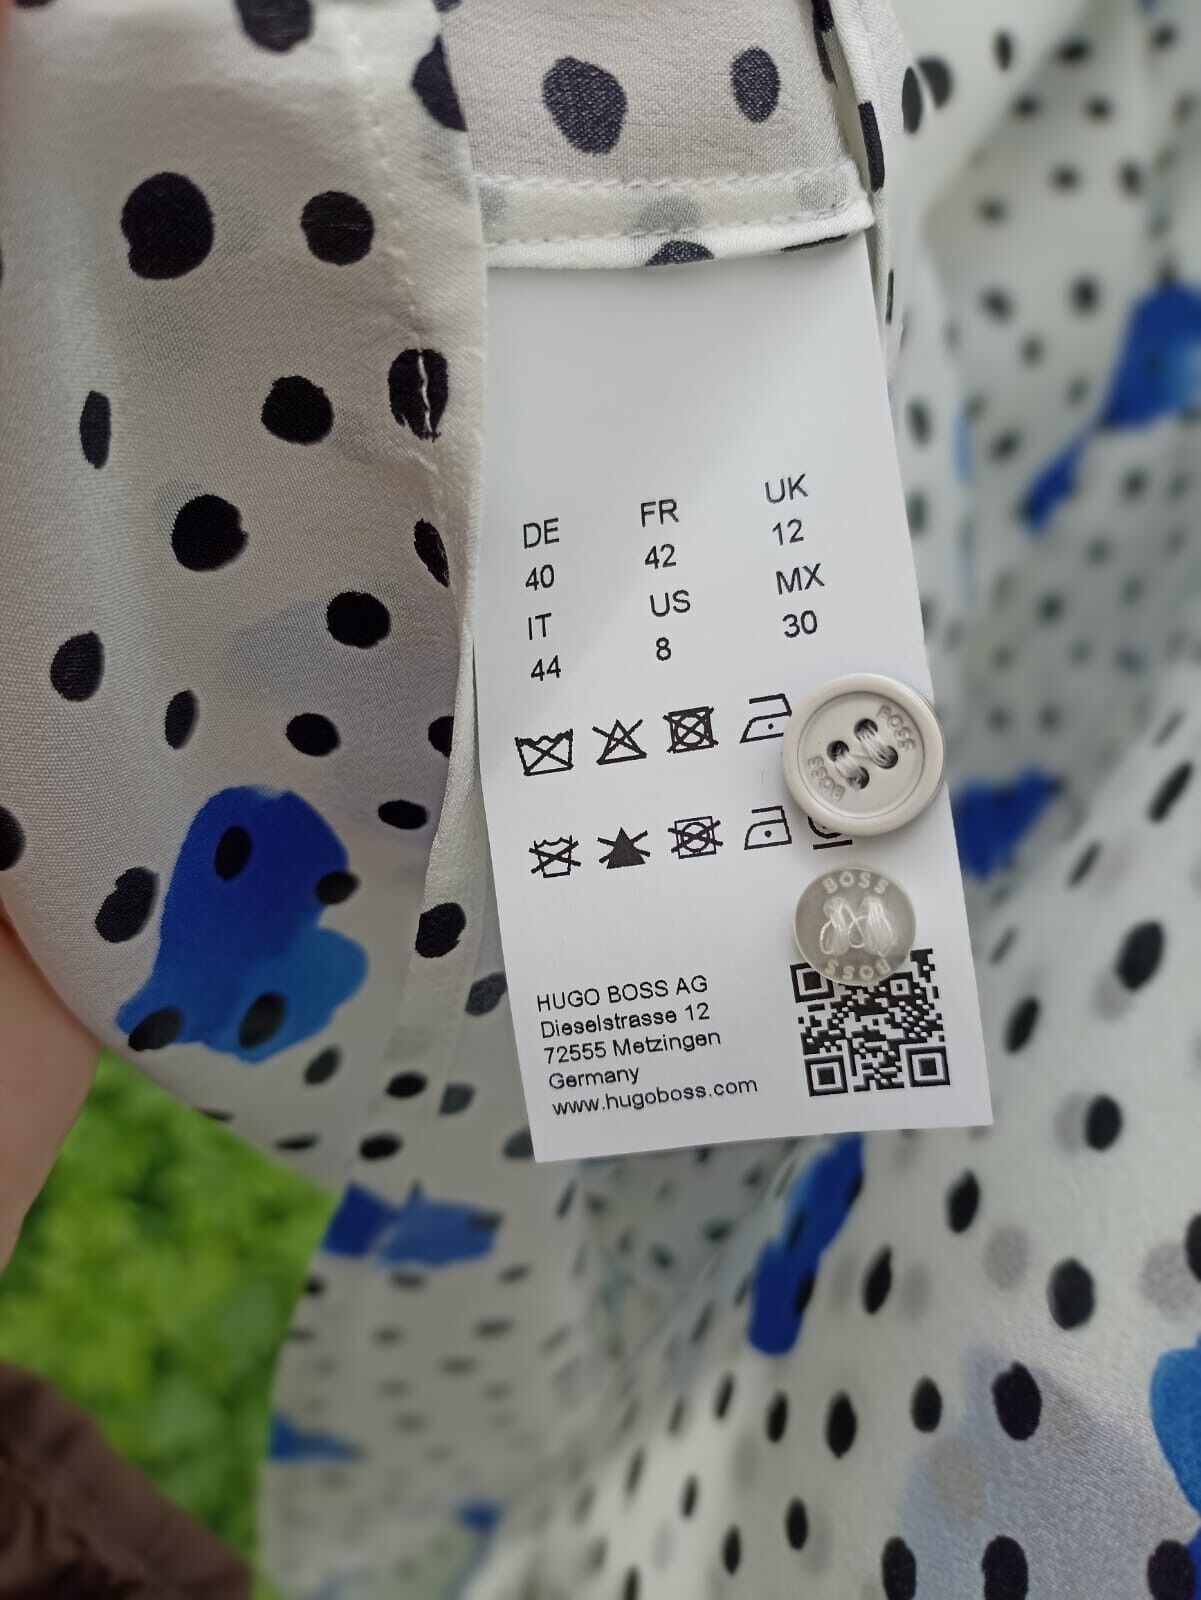 DE FR UK
40 42 12
IT US MX
44 8 30
BOSS
BOSS
BOSS
BOSS
HUGO BOSS AG
Dieselstrasse 12
72555 Metzingen
Germany
www.hugoboss.com